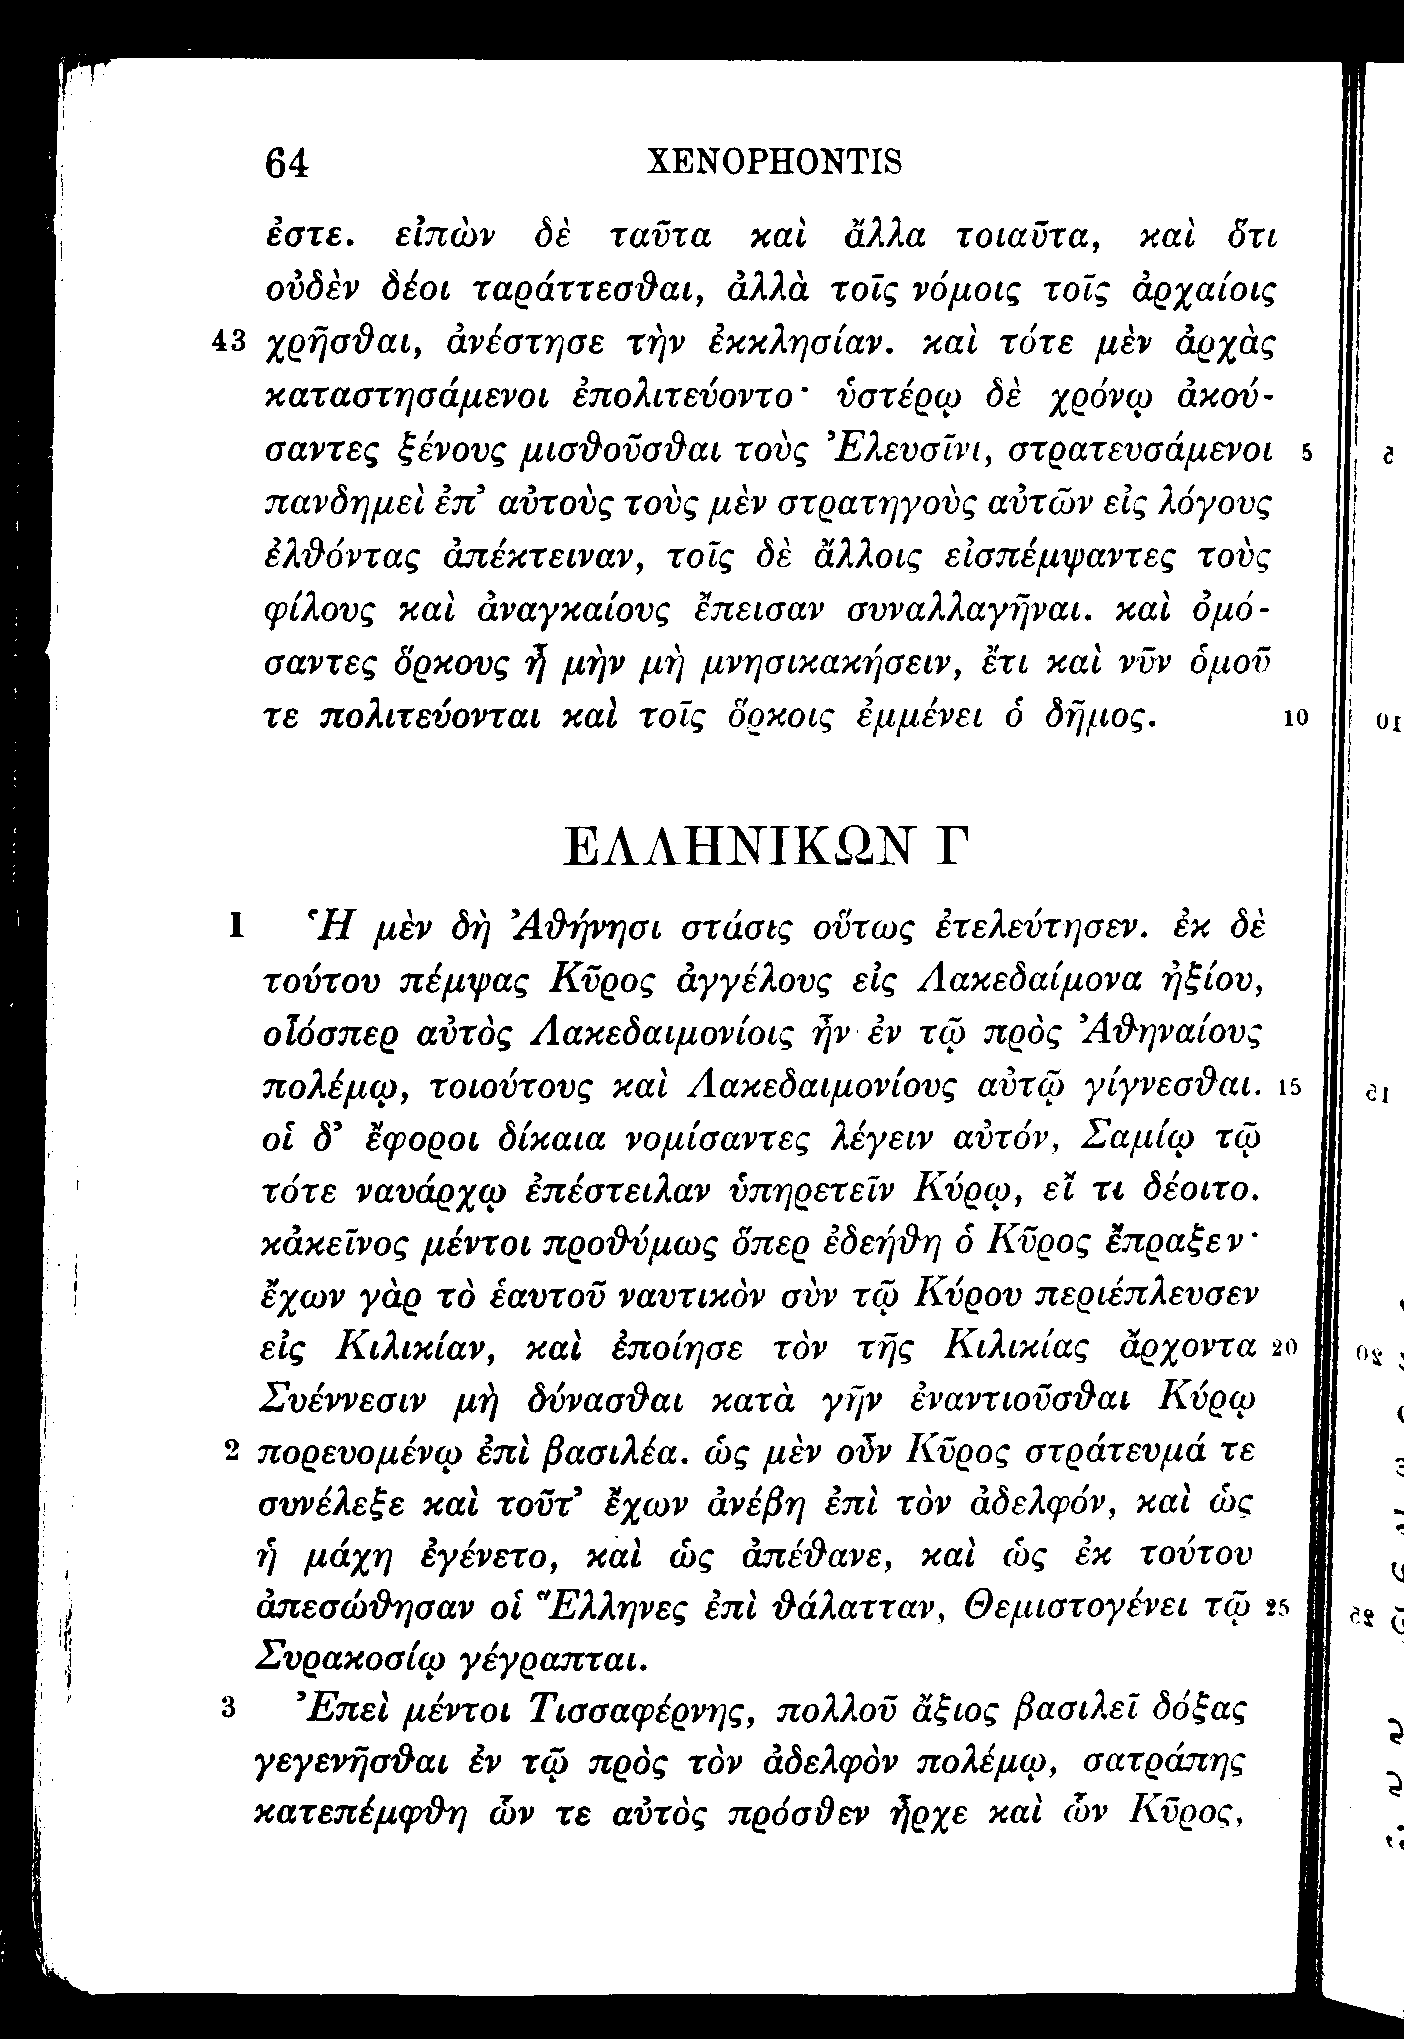 64 XENOPHONTIS
ἐστε. εἰπὼν δὲ ταῦτα καὶ ἄλλα τοιαῦτα, καὶ ὅτι
οὐδὲν δέοι ταράττεσθαι, ἀλλὰ τοῖς νόμοις τοῖς ἀρχαίοις
43 χρῆσθαι, ἀνέστησε τὴν ἐκκλησίαν. καὶ τότε μὲν ἀρχὰς
καταστησάμενοι ἐπολιτεύοντο· ὑστέρῳ δὲ χρόνῳ ἀκού-
σαντες ξένους μισθοῦσθαι τοὺς Ἐλευσῖνι, στρατευσάμενοι 5
πανδημεὶ ἐπ’ αὐτοὺς τοὺς μὲν στρατηγοὺς αὐτῶν εἰς λόγους
ἐλθόντας ἀπέκτειναν, τοῖς δὲ ἄλλοις εἰσπέμψαντες τοὺς
φίλους καὶ ἀναγκαίους ἔπεισαν συναλλαγῆναι. καὶ ὀμό-
σαντες ὅρκους ἦ μὴν μὴ μνησικακήσειν, ἔτι καὶ νῦν ὁμοῦ
τε πολιτεύονται καὶ τοῖς ὅρκοις ἐμμένει ὁ δῆμος. 10
ΕΛΛΗΝΙΚΩΝ Γ
1 Ἡ μὲν δὴ Ἀθήνησι στάσις οὕτως ἐτελεύτησεν. ἐκ δὲ
τούτου πέμψας Κῦρος ἀγγέλους εἰς Λακεδαίμονα ἠξίου,
οἷόσπερ αὐτὸς Λακεδαιμονίοις ἦν ἐν τῷ πρὸς Ἀθηναίους
πολέμῳ, τοιούτους καὶ Λακεδαιμονίους αὐτῷ γίγνεσθαι. 15
οἱ δ’ ἔφοροι δίκαια νομίσαντες λέγειν αὐτόν, Σαμίῳ τῷ
τότε ναυάρχῳ ἐπέστειλαν ὑπηρετεῖν Κύρῳ, εἴ τι δέοιτο.
κἀκεῖνος μέντοι προθύμως ὅπερ ἐδεήθη ὁ Κῦρος ἔπραξεν·
ἔχων γὰρ τὸ ἑαυτοῦ ναυτικὸν σὺν τῷ Κύρου περιέπλευσεν
εἰς Κιλικίαν, καὶ ἐποίησε τὸν τῆς Κιλικίας ἄρχοντα 20
Συέννεσιν μὴ δύνασθαι κατὰ γῆν ἐναντιοῦσθαι Κύρῳ
2 πορευομένῳ ἐπὶ βασιλέα. ὡς μὲν οὖν Κῦρος στράτευμά τε
συνέλεξε καὶ τοῦτ’ ἔχων ἀνέβη ἐπὶ τὸν ἀδελφόν, καὶ ὡς
ἡ μάχη ἐγένετο, καὶ ὡς ἀπέθανε, καὶ ὡς ἐκ τούτου
ἀπεσώθησαν οἱ Ἕλληνες ἐπὶ θάλατταν, Θεμιστογένει τῷ 25
Συρακοσίῳ γέγραπται.
3 Ἐπεὶ μέντοι Τισσαφέρνης, πολλοῦ ἄξιος βασιλεῖ δόξας
γεγενῆσθαι ἐν τῷ πρὸς τὸν ἀδελφὸν πολέμῳ, σατράπης
κατεπέμφθη ὧν τε αὐτὸς πρόσθεν ἦρχε καὶ ὧν Κῦρος,